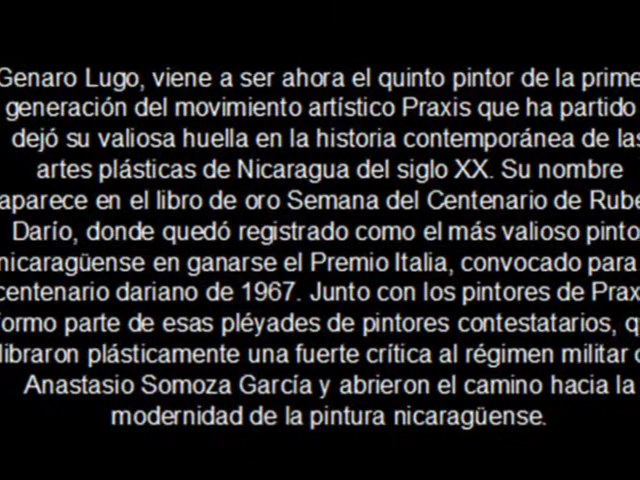 Genaro Lugo, viene a ser ahora el quinto pintor de la prime
generación del movimiento artístico Praxis que ha partido
dejó su valiosa huella en la historia contemporánea de las
artes plásticas de Nicaragua del siglo XX. Su nombre
aparece en el libro de oro Semana del Centenario de Rube
Darío, donde quedó registrado como el más valioso pinto
nicaragüense en ganarse el Premio Italia, convocado para
centenario dariano de 1967. Junto con los pintores de Prax
formo parte de esas pléyades de pintores contestatarios, q
libraron plásticamente una fuerte crítica al régimen militar
Anastasio Somoza García y abrieron el camino hacia la
modernidad de la pintura nicaragüense.